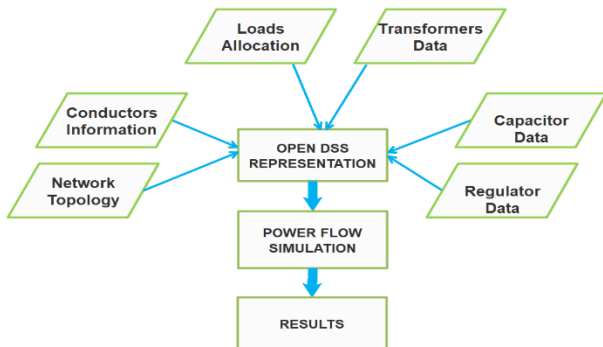 Loads
Allocation
Transformers
Data
Conductors
Information
Capacitor
Data
OPEN DSS
REPRESENTATION
Network
Topology
Regulator
Data
POWER FLOW
SIMULATION
RESULTS